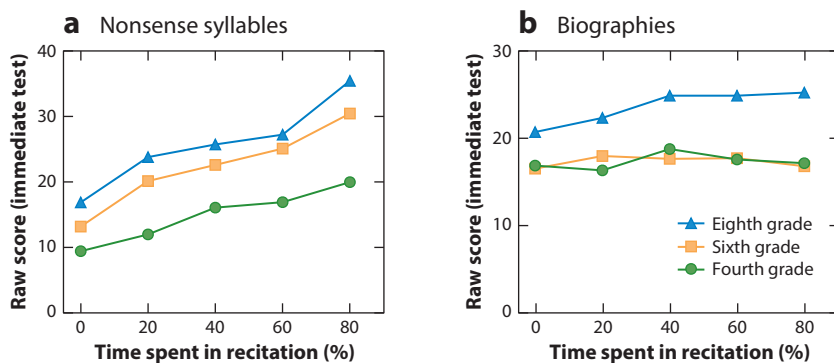 a Nonsense syllables
40
30
20
10
0
0 20 40 60 80
Raw score (immediate test)
Time spent in recitation (%)
b Biographies
30
20
10
0
0 20 40 60 80
Raw score (immediate test)
Time spent in recitation (%)
Eighth grade
Sixth grade
Fourth grade